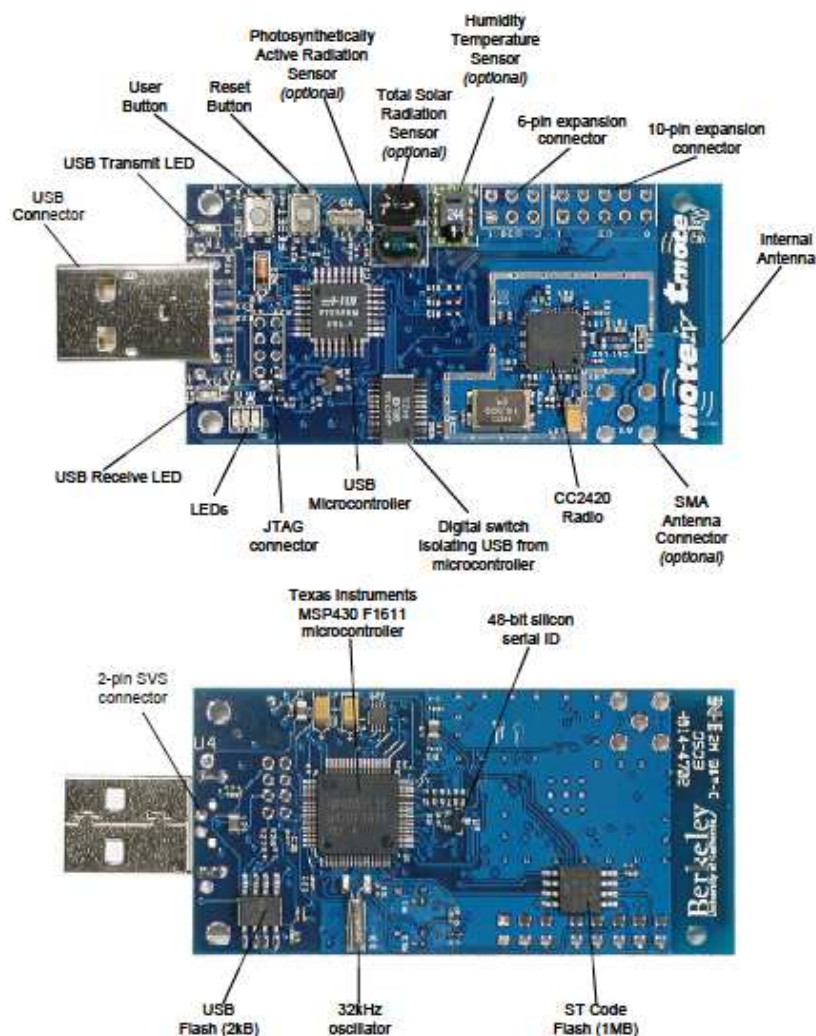 Humidity
Temperature
Sensor
(optional)
Photosynthetically
Active Radiation
Sensor
(optional)
Total Solar
Radiation
Sensor
(optional)
User
Button
Reset
Button
6-pin expansion
connector
10-pin expansion
connector
USB Transmit LED
USB
Connector
Internal
Antenna
244
tmote
moteiv
USB Receive LED
LEDs
JTAG
connector
USB
Microcontroller
Digital switch
Isolating USB from
microcontroller
CC2420
Radio
SMA
Antenna
Connector
(optional)
Texas Instruments
MSP430 F1611
microcontroller
48-bit silicon
serial ID
2-pin SVS
connector
U4
Berkeley
University of California
USB
Flash (2kB)
32kHz
oscillator
ST Code
Flash (1MB)